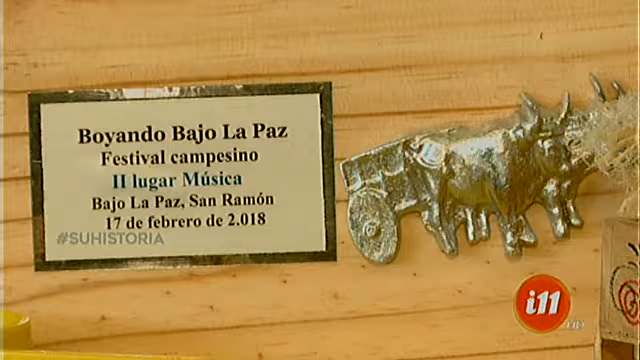 Boyando Bajo La Paz
Festival campesino
II lugar Música
Bajo La Paz, San Ramón
17 de febrero de 2.018
#SUHISTORIA
i11